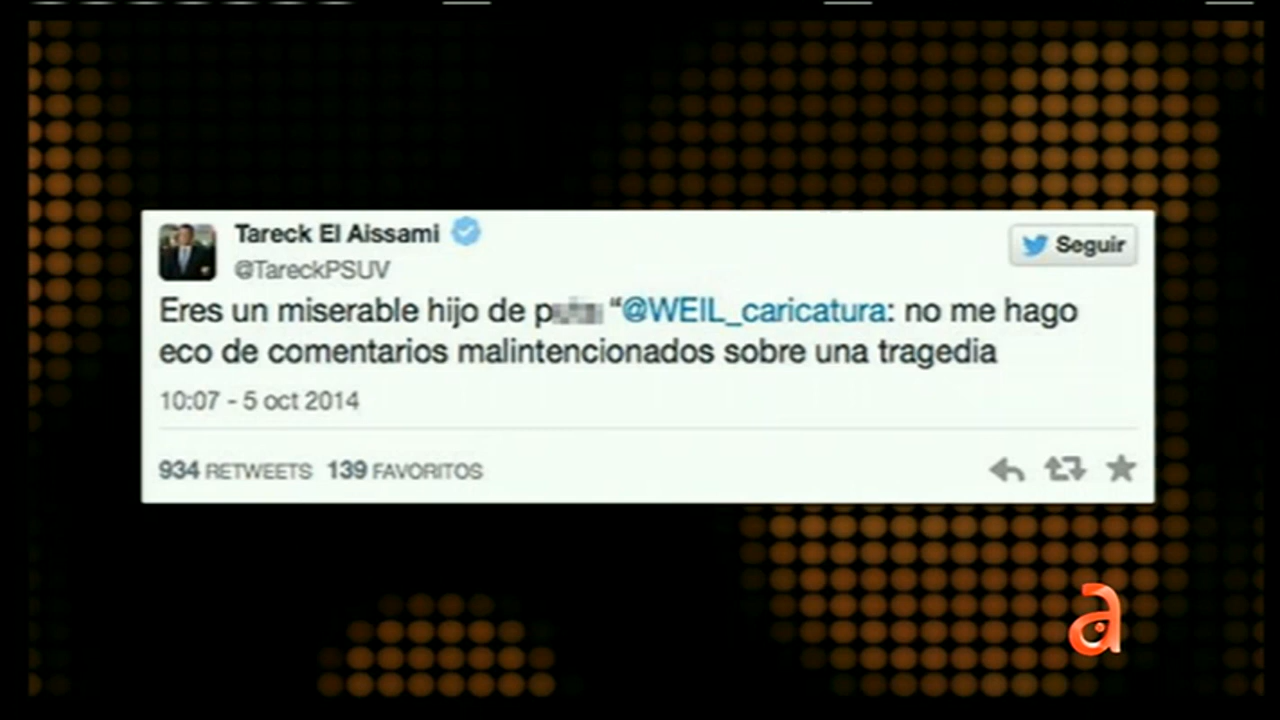 Tareck El Aissami
@TareckPSUV
Seguir
Eres un miserable hijo de p “@WEIL_caricatura: no me hago
eco de comentarios malintencionados sobre una tragedia
10:07 - 5 oct 2014
934 RETWEETS 139 FAVORITOS
a